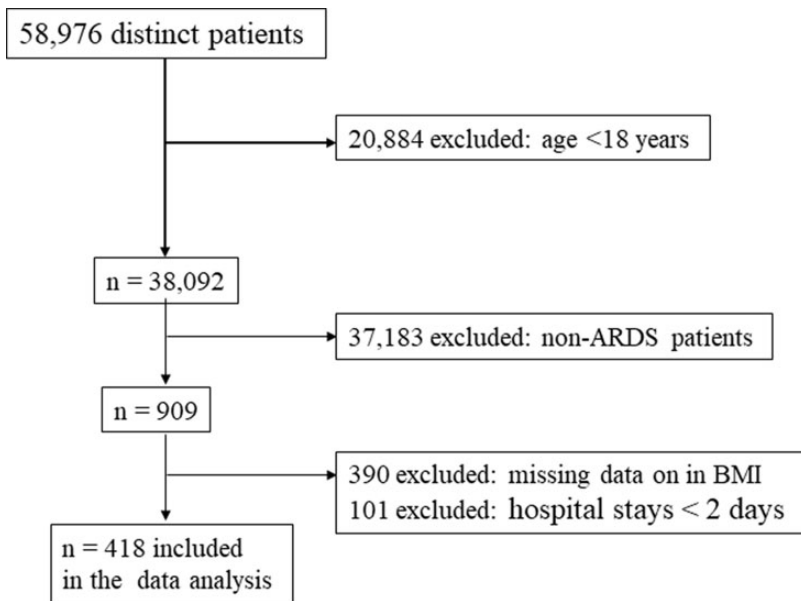 58,976 distinct patients
20,884 excluded: age <18 years
n = 38,092
37,183 excluded: non-ARDS patients
n = 909
390 excluded: missing data on in BMI
101 excluded: hospital stays < 2 days
n = 418 included
in the data analysis